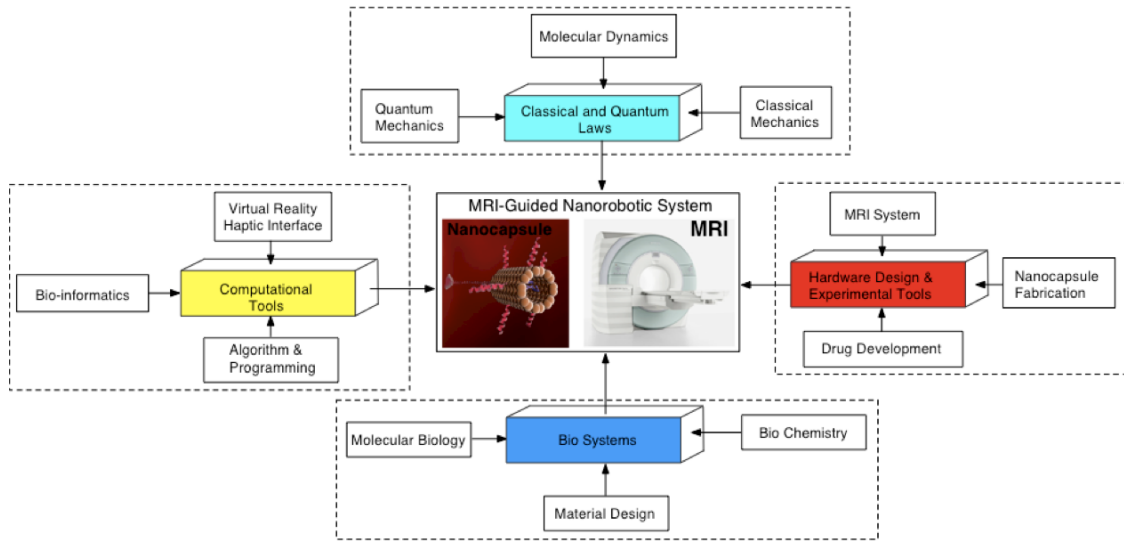 Molecular Dynamics
Quantum
Mechanics
Classical and Quantum
Laws
Classical
Mechanics
Virtual Reality
Haptic Interface
Bio-informatics
Computational
Tools
Algorithm &
Programming
MRI-Guided Nanorobotic System
Nanocapsule
MRI
MRI System
Hardware Design &
Experimental Tools
Nanocapsule
Fabrication
Drug Development
Molecular Biology
Bio Systems
Bio Chemistry
Material Design